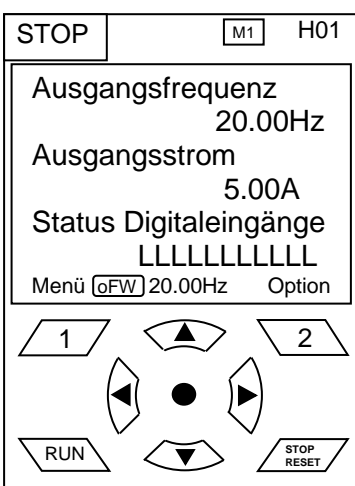 STOP M1 H01
Ausgangsfrequenz
20.00Hz
Ausgangsstrom
5.00A
Status Digitaleingänge
LLLLLLLLLLL
Menü oFW 20.00Hz Option
1 2
RUN STOP RESET